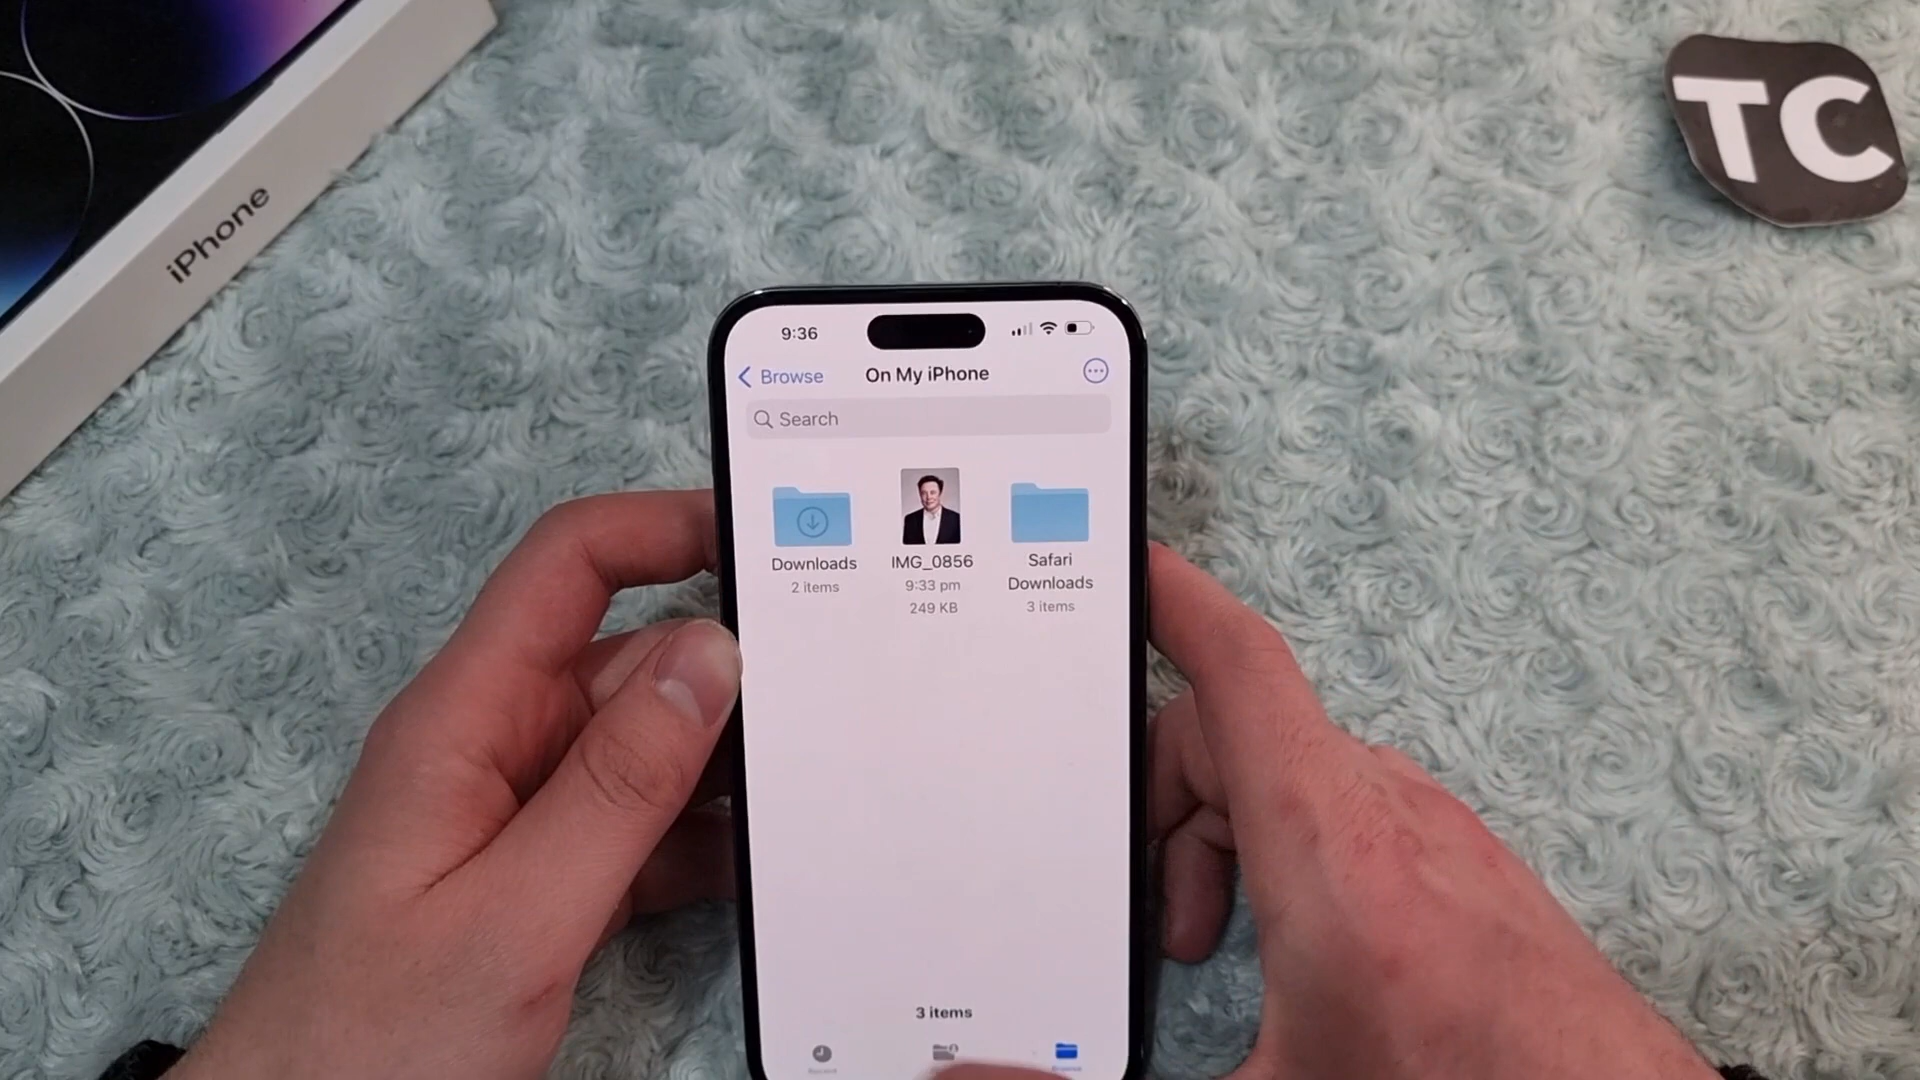 iPhone
TC
9:36
Browse
On My iPhone
Search
Downloads
2 items
IMG_0856
9:33 pm
249 KB
Safari
Downloads
3 items
3 items
Browse